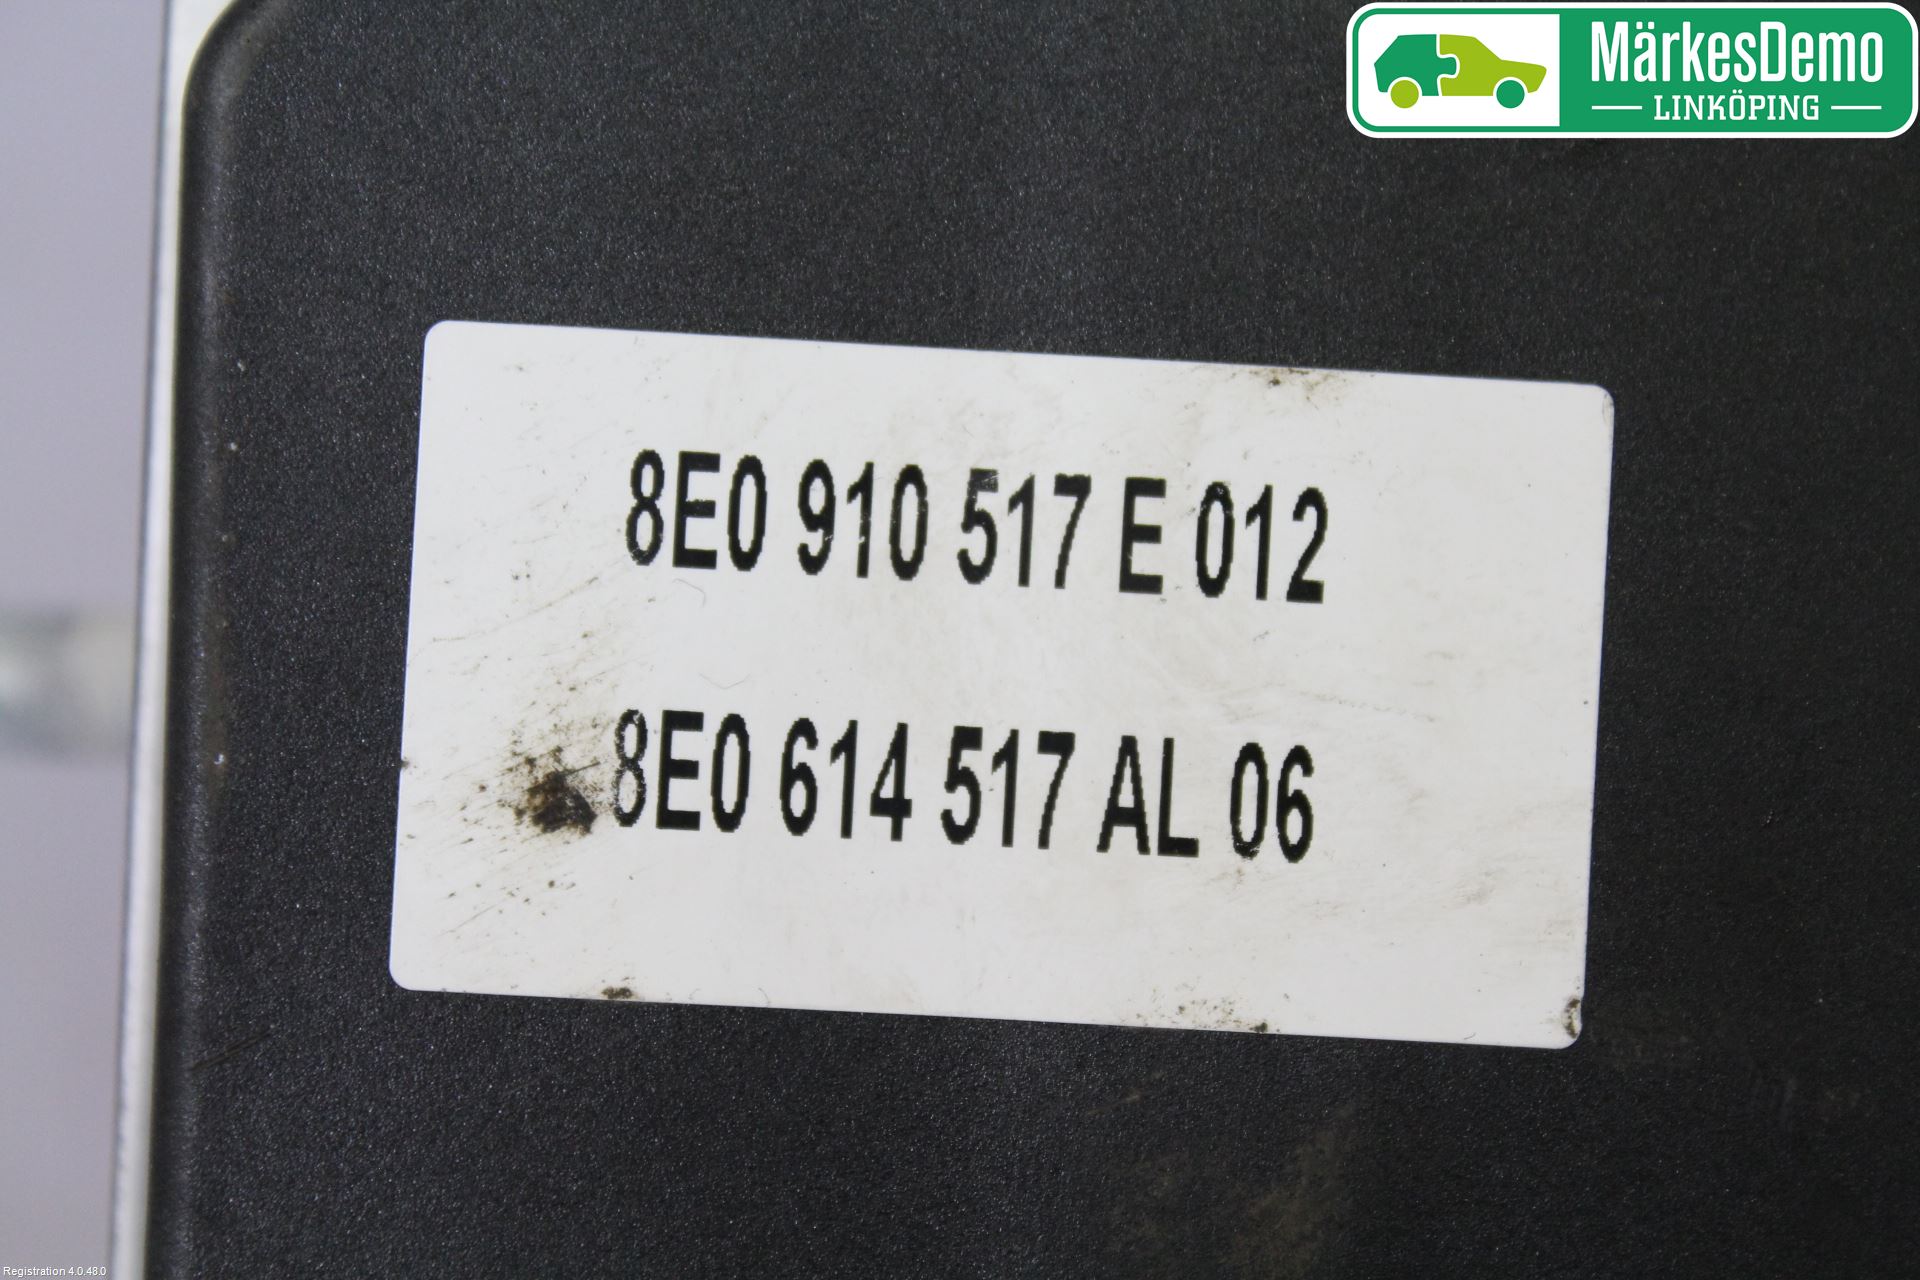 MärkesDemo
LINKÖPING
8E0 910 517 E 012
8E0 614 517 AL 06
Registration 4.0.48.0